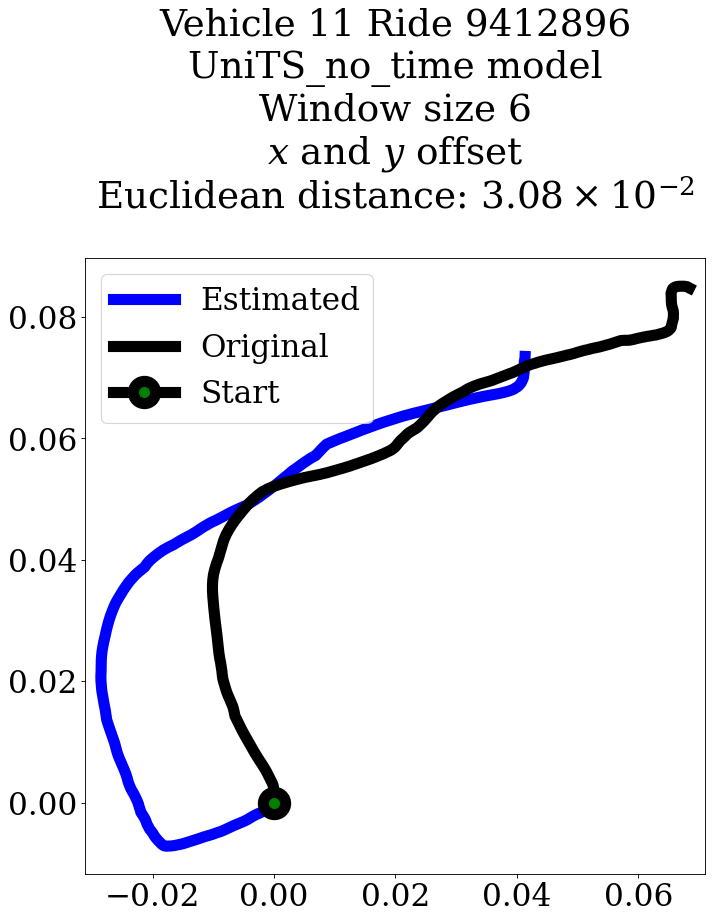 Vehicle 11 Ride 9412896
UniTS_no_time model
Window size 6
x and y offset
Euclidean distance: 3.08 × 10⁻²
Estimated
Original
Start
0.08
0.06
0.04
0.02
0.00
−0.02 0.00 0.02 0.04 0.06